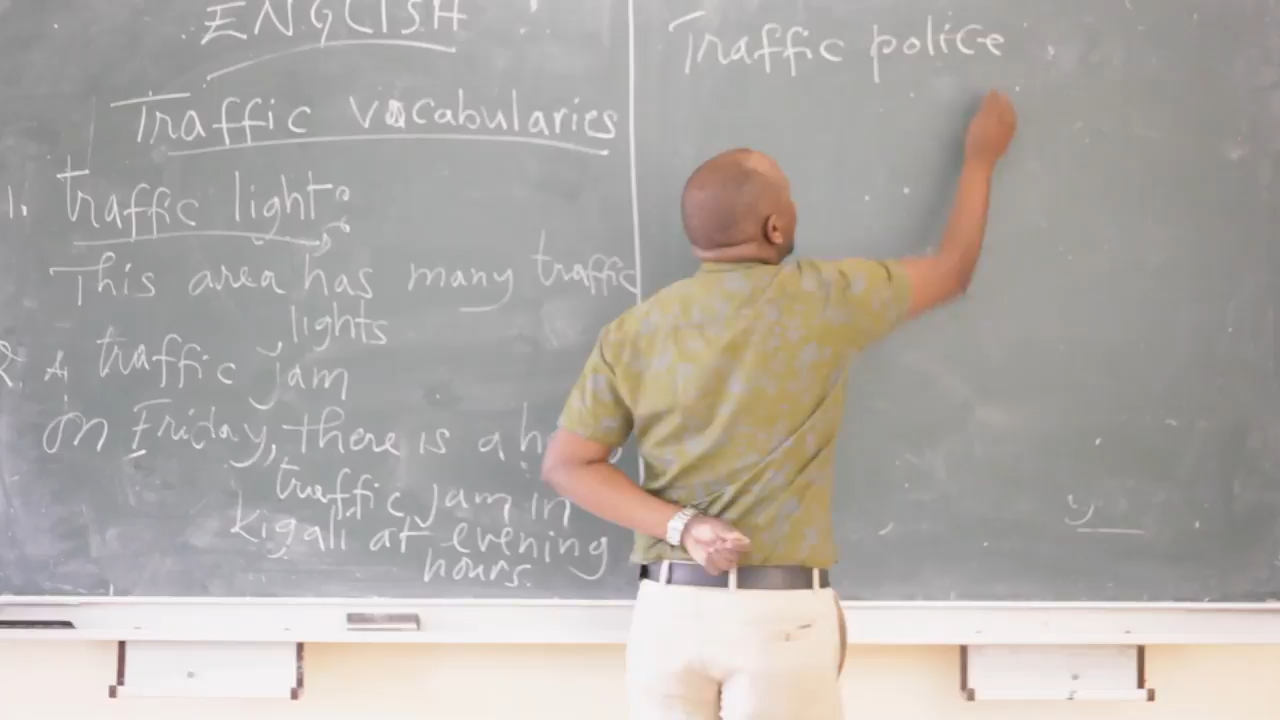 ENGLISH
Traffic vocabularies
1. traffic light:
This area has many traffic
lights
2. A traffic jam
On Friday, there is a
traffic jam in
kigali at evening
hours.
Traffic police